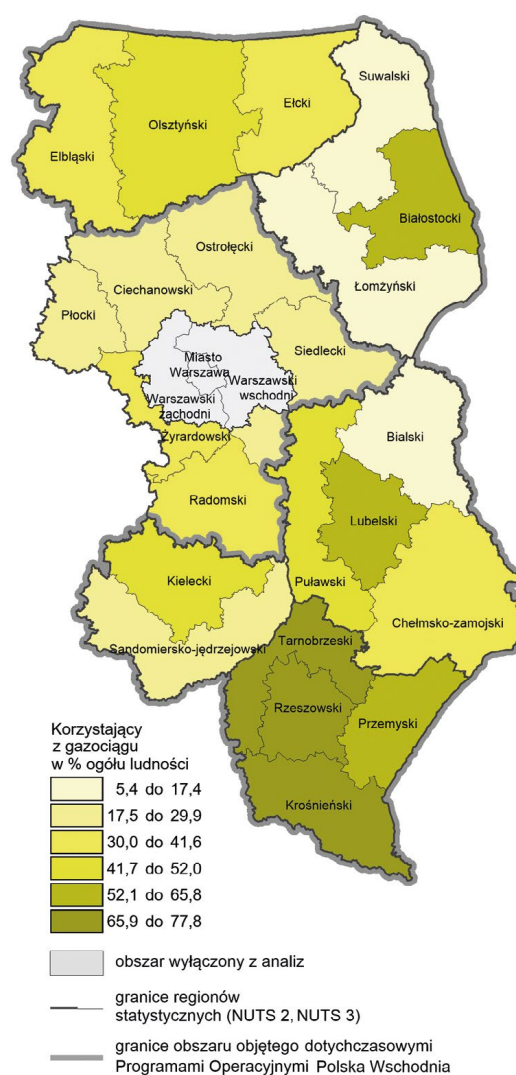 Suwalski
Ełcki
Olsztyński
Elbląski
Białostocki
Ostrołęcki
Ciechanowski
Łomżyński
Płocki
Siedlecki
Miasto
Warszawa
Warszawski
wschodni
Warszawski
zachodni
Bialski
Żyrardowski
Radomski
Lubelski
Kielecki
Puławski
Chełmsko-zamojski
Tarnobrzeski
Sandomiersko-jędrzejowski
Rzeszowski
Przemyski
Krośnieński
Korzystający
z gazociągu
w % ogółu ludności
5,4 do 17,4
17,5 do 29,9
30,0 do 41,6
41,7 do 52,0
52,1 do 65,8
65,9 do 77,8
obszar wyłączony z analiz
granice regionów
statystycznych (NUTS 2, NUTS 3)
granice obszaru objętego dotychczasowymi
Programami Operacyjnymi Polska Wschodnia